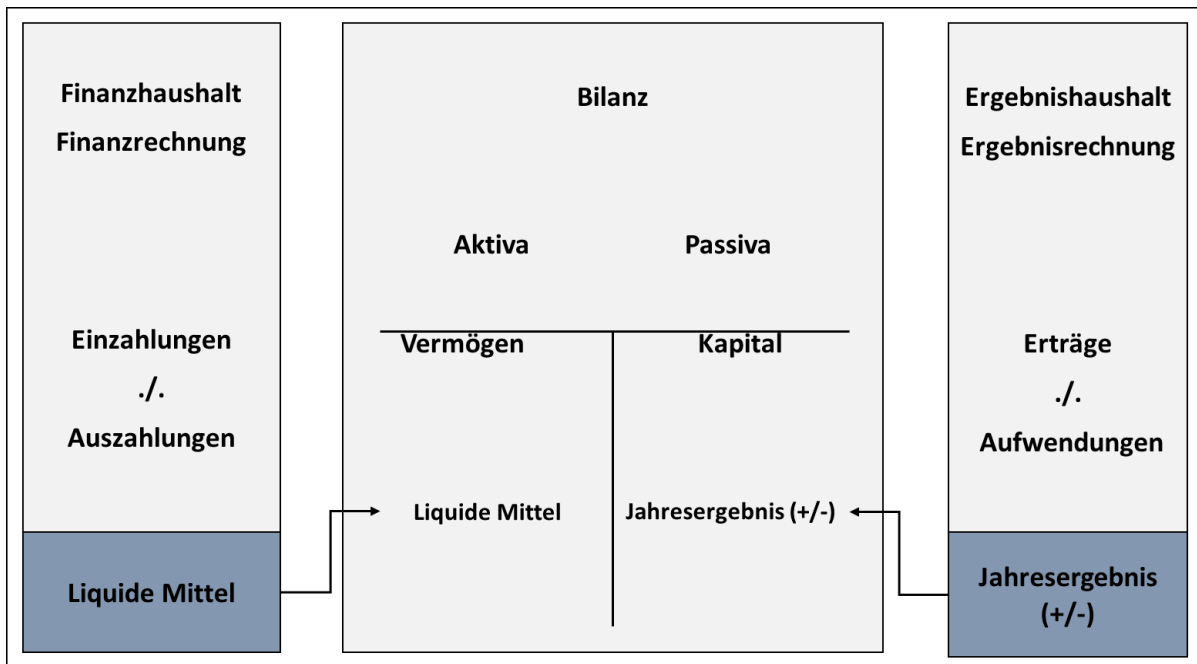 Finanzhaushalt
Finanzrechnung
Einzahlungen
./.
Auszahlungen
Liquide Mittel
Bilanz
Aktiva
Passiva
Vermögen
Kapital
Liquide Mittel
Jahresergebnis (+/-)
Ergebnishaushalt
Ergebnisrechnung
Erträge
./.
Aufwendungen
Jahresergebnis
(+/-)